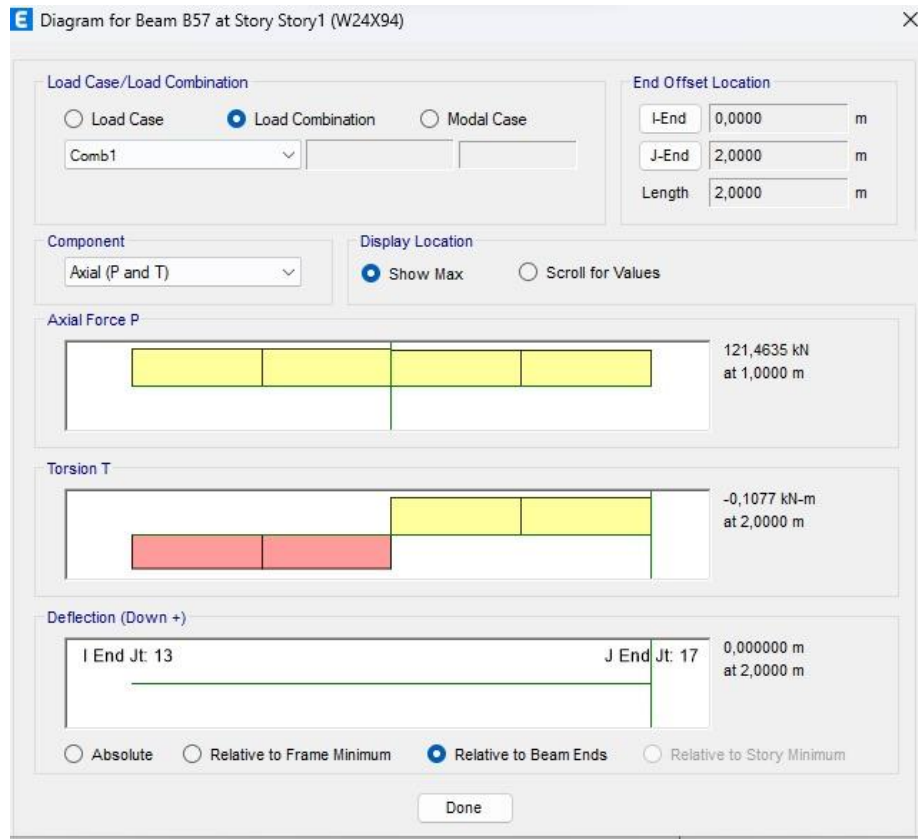 E Diagram for Beam B57 at Story Story1 (W24X94)
Load Case/Load Combination
Load Case Load Combination Modal Case
Comb1
End Offset Location
I-End 0,0000 m
J-End 2,0000 m
Length 2,0000 m
Component
Axial (P and T)
Display Location
Show Max Scroll for Values
Axial Force P
121,4635 kN
at 1,0000 m
Torsion T
-0,1077 kN-m
at 2,0000 m
Deflection (Down +)
I End Jt: 13 J End Jt: 17
0,000000 m
at 2,0000 m
Absolute Relative to Frame Minimum Relative to Beam Ends Relative to Story Minimum
Done